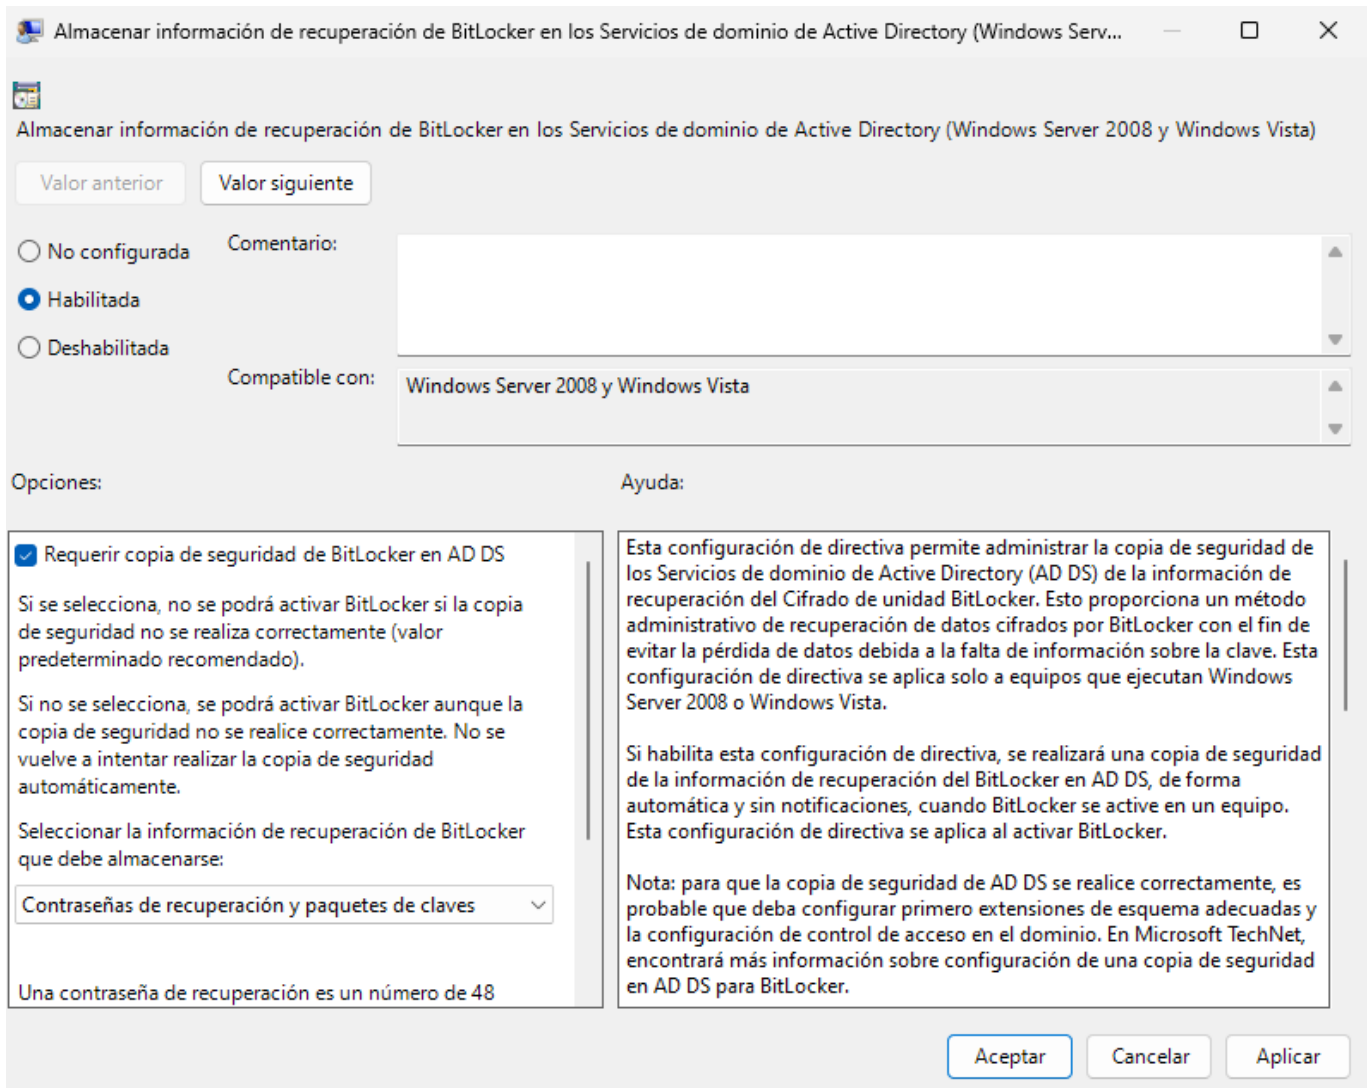 Almacenar información de recuperación de BitLocker en los Servicios de dominio de Active Directory (Windows Serv...
Almacenar información de recuperación de BitLocker en los Servicios de dominio de Active Directory (Windows Server 2008 y Windows Vista)
Valor anterior
Valor siguiente
No configurada
Habilitada
Deshabilitada
Comentario:
Compatible con:
Windows Server 2008 y Windows Vista
Opciones:
Requerir copia de seguridad de BitLocker en AD DS
Si se selecciona, no se podrá activar BitLocker si la copia
de seguridad no se realiza correctamente (valor
predeterminado recomendado).
Si no se selecciona, se podrá activar BitLocker aunque la
copia de seguridad no se realice correctamente. No se
vuelve a intentar realizar la copia de seguridad
automáticamente.
Seleccionar la información de recuperación de BitLocker
que debe almacenarse:
Contraseñas de recuperación y paquetes de claves
Una contraseña de recuperación es un número de 48
Ayuda:
Esta configuración de directiva permite administrar la copia de seguridad de
los Servicios de dominio de Active Directory (AD DS) de la información de
recuperación del Cifrado de unidad BitLocker. Esto proporciona un método
administrativo de recuperación de datos cifrados por BitLocker con el fin de
evitar la pérdida de datos debida a la falta de información sobre la clave. Esta
configuración de directiva se aplica solo a equipos que ejecutan Windows
Server 2008 o Windows Vista.
Si habilita esta configuración de directiva, se realizará una copia de seguridad
de la información de recuperación del BitLocker en AD DS, de forma
automática y sin notificaciones, cuando BitLocker se active en un equipo.
Esta configuración de directiva se aplica al activar BitLocker.
Nota: para que la copia de seguridad de AD DS se realice correctamente, es
probable que deba configurar primero extensiones de esquema adecuadas y
la configuración de control de acceso en el dominio. En Microsoft TechNet,
encontrará más información sobre configuración de una copia de seguridad
en AD DS para BitLocker.
Aceptar
Cancelar
Aplicar